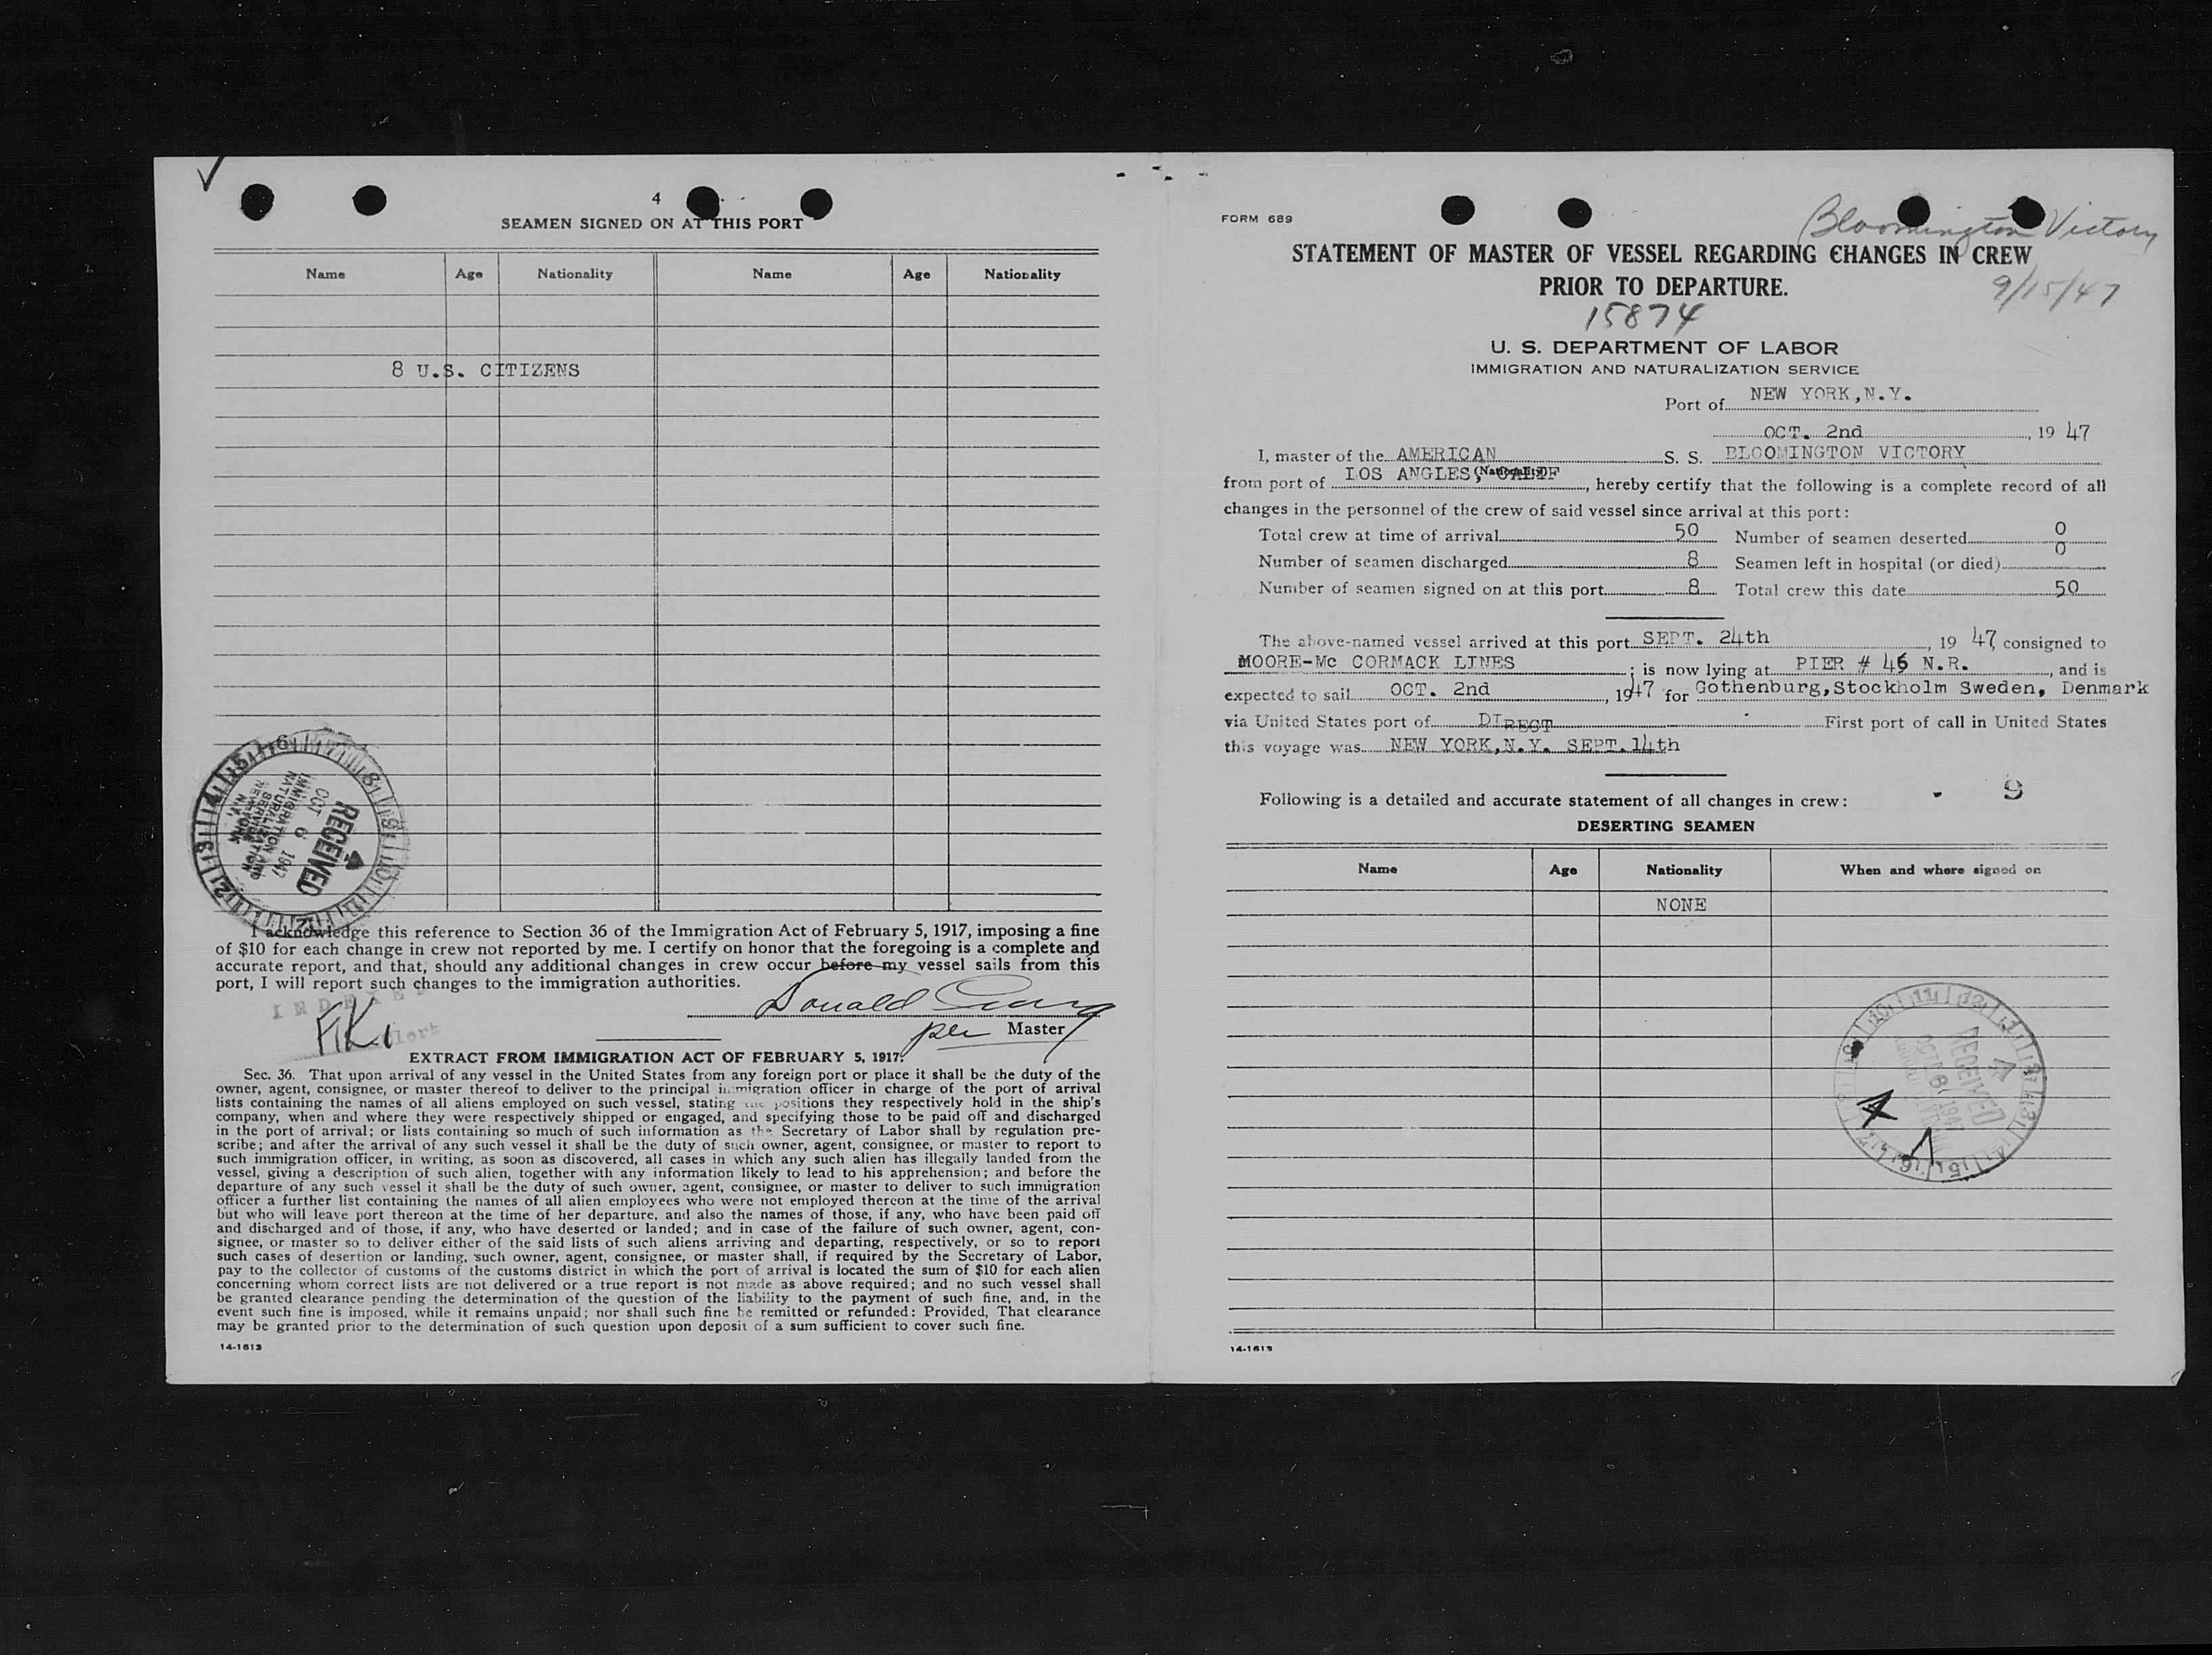 4
SEAMEN SIGNED ON AT THIS PORT
Name Age Nationality Name Age Nationality
8 U.S. CITIZENS
RECEIVED
OCT 6 1947
IMMIGRATION AND
NATURALIZATION
SERVICE
NEW YORK
N.Y.
I acknowledge this reference to Section 36 of the Immigration Act of February 5, 1917, imposing a fine
of $10 for each change in crew not reported by me. I certify on honor that the foregoing is a complete and
accurate report, and that, should any additional changes in crew occur before my vessel sails from this
port, I will report such changes to the immigration authorities.
Donald
per Master
EXTRACT FROM IMMIGRATION ACT OF FEBRUARY 5, 1917.
Sec. 36. That upon arrival of any vessel in the United States from any foreign port or place it shall be the duty of the
owner, agent, consignee, or master thereof to deliver to the principal immigration officer in charge of the port of arrival
lists containing the names of all aliens employed on such vessel, stating the positions they respectively hold in the ship's
company, when and where they were respectively shipped or engaged, and specifying those to be paid off and discharged
in the port of arrival; or lists containing so much of such information as the Secretary of Labor shall by regulation pre-
scribe; and after the arrival of any such vessel it shall be the duty of such owner, agent, consignee, or master to report to
such immigration officer, in writing, as soon as discovered, all cases in which any such alien has illegally landed from the
vessel, giving a description of such alien, together with any information likely to lead to his apprehension; and before the
departure of any such vessel it shall be the duty of such owner, agent, consignee, or master to deliver to such immigration
officer a further list containing the names of all alien employees who were not employed thereon at the time of the arrival
but who will leave port thereon at the time of her departure, and also the names of those, if any, who have been paid off
and discharged and of those, if any, who have deserted or landed; and in case of the failure of such owner, agent, con-
signee, or master so to deliver either of the said lists of such aliens arriving and departing, respectively, or so to report
such cases of desertion or landing, such owner, agent, consignee, or master shall, if required by the Secretary of Labor,
pay to the collector of customs of the customs district in which the port of arrival is located the sum of $10 for each alien
concerning whom correct lists are not delivered or a true report is not made as above required; and no such vessel shall
be granted clearance pending the determination of the question of the liability to the payment of such fine, and, in the
event such fine is imposed, while it remains unpaid; nor shall such fine be remitted or refunded: Provided, That clearance
may be granted prior to the determination of such question upon deposit of a sum sufficient to cover such fine.
14-1613
FORM 689
Bloomington Victory
STATEMENT OF MASTER OF VESSEL REGARDING CHANGES IN CREW
PRIOR TO DEPARTURE.
9/15/47
15874
U. S. DEPARTMENT OF LABOR
IMMIGRATION AND NATURALIZATION SERVICE
Port of NEW YORK,N.Y.
OCT. 2nd, 19 47
I, master of the AMERICAN S. S. BLOOMINGTON VICTORY
(Nationality)
from port of LOS ANGLES, CALIF, hereby certify that the following is a complete record of all
changes in the personnel of the crew of said vessel since arrival at this port:
Total crew at time of arrival 50 Number of seamen deserted 0
Number of seamen discharged 8 Seamen left in hospital (or died) 0
Number of seamen signed on at this port 8 Total crew this date 50
The above-named vessel arrived at this port SEPT. 24th, 19 47, consigned to
MOORE-Mc CORMACK LINES; is now lying at PIER # 46 N.R., and is
expected to sail OCT. 2nd, 1947 for Gothenburg,Stockholm Sweden, Denmark
via United States port of DIRECT First port of call in United States
this voyage was NEW YORK,N.Y. SEPT.14th
9
Following is a detailed and accurate statement of all changes in crew:
DESERTING SEAMEN
Name Age Nationality When and where signed on
NONE
RECEIVED
OCT 6 1947
14-1613